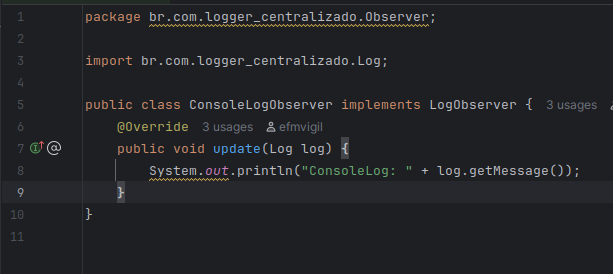 1 package br.com.logger_centralizado.Observer;
2
3 import br.com.logger_centralizado.Log;
4
5 public class ConsoleLogObserver implements LogObserver { 3 usages
6 @Override 3 usages efmvigil
7 public void update(Log log) {
8 System.out.println("ConsoleLog: " + log.getMessage());
9 }
10 }
11